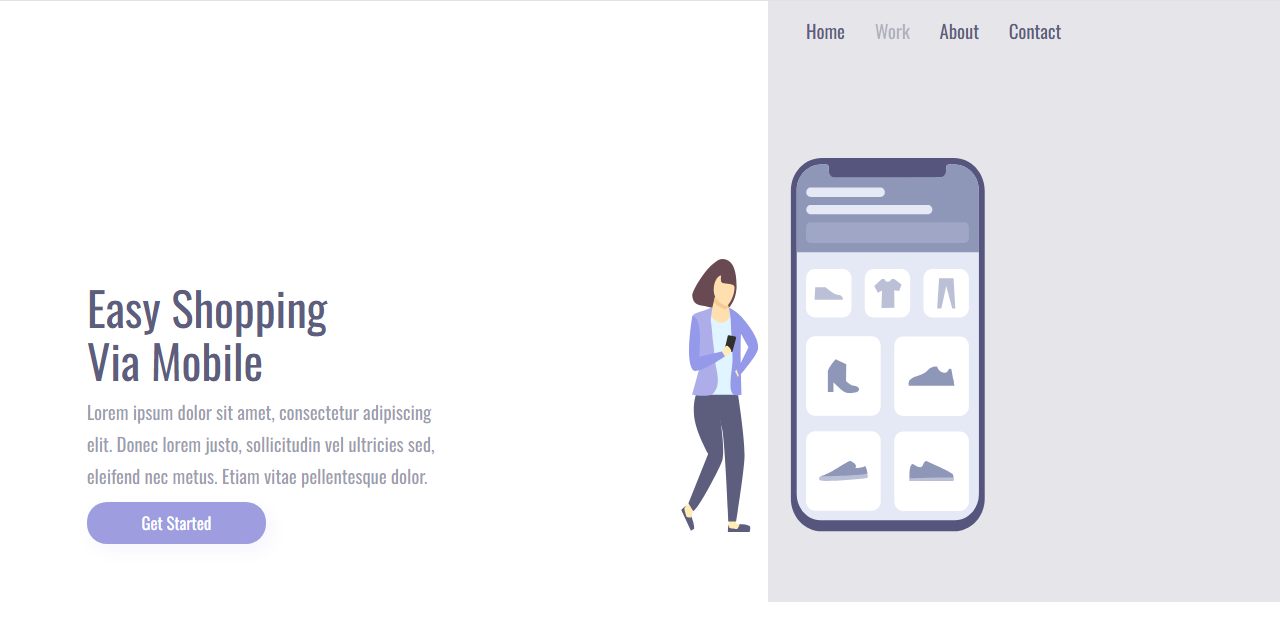 Home Work About Contact
Easy Shopping
Via Mobile
Lorem ipsum dolor sit amet, consectetur adipiscing
elit. Donec lorem justo, sollicitudin vel ultricies sed,
eleifend nec metus. Etiam vitae pellentesque dolor.
Get Started